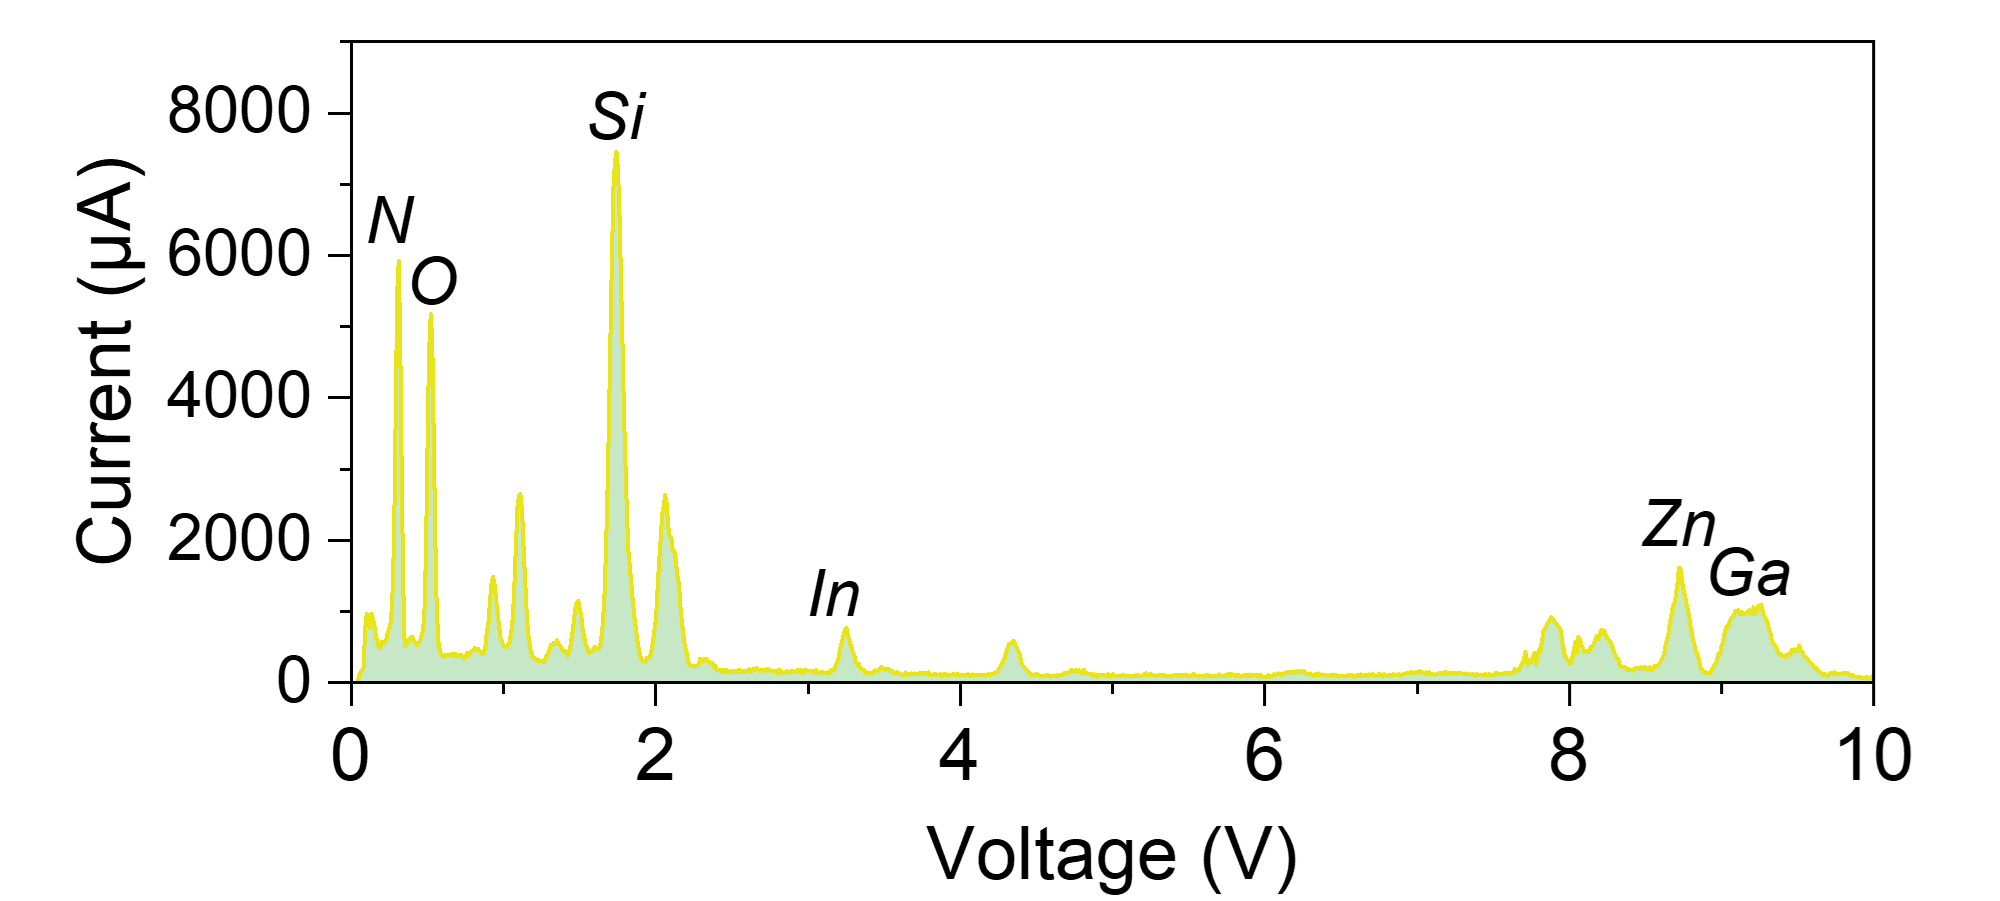 8000
6000
4000
2000
0
Current (µA)
N
O
Si
In
Zn
Ga
0 2 4 6 8 10
Voltage (V)